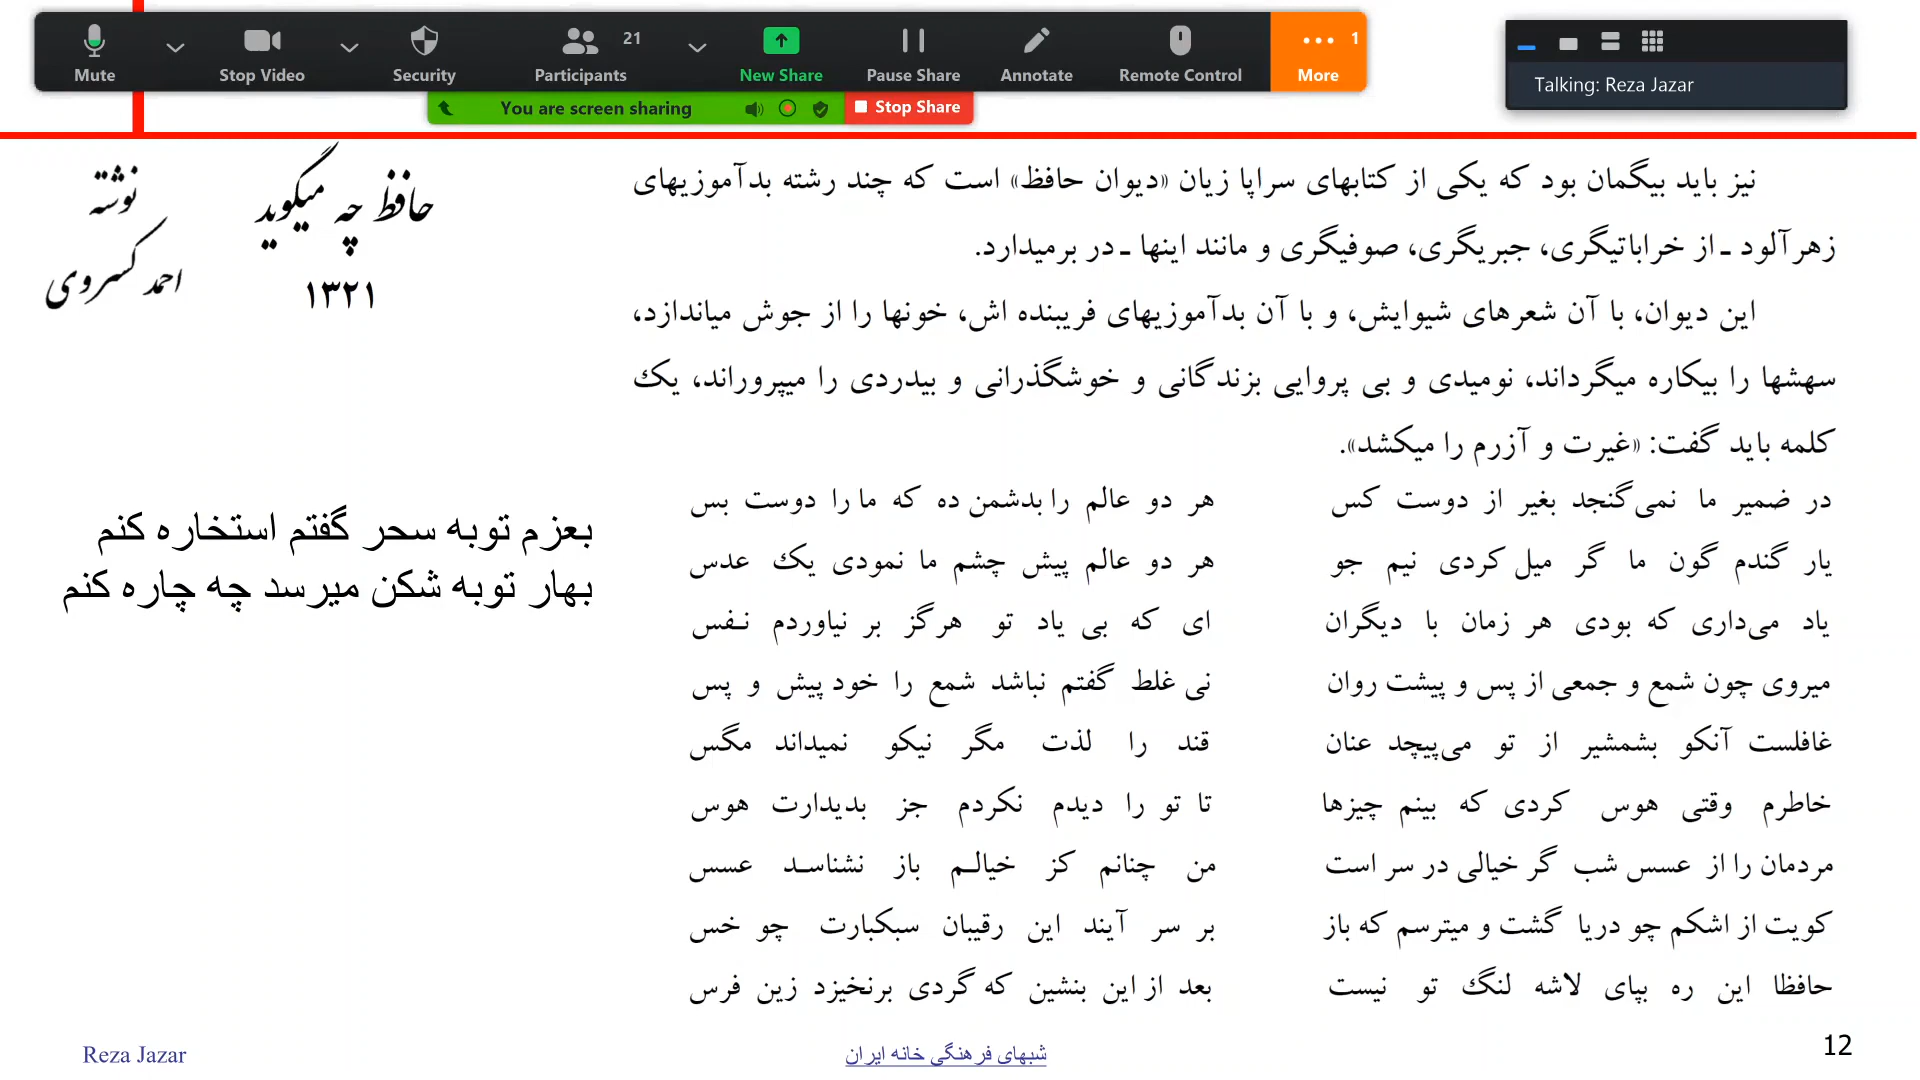 Mute
Stop Video
Security
Participants
21
New Share
Pause Share
Annotate
Remote Control
More
1
You are screen sharing
Stop Share
Talking: Reza Jazar
حافظ چه میگوید
۱۳۲۱
نوشته
احمد کسروی
نیز باید بیگمان بود که یکی از کتابهای سراپا زیان «دیوان حافظ» است که چند رشته بدآموزیهای
زهرآلود ـ از خراباتیگری، جبریگری، صوفیگری و مانند اینها ـ در برمیدارد.
این دیوان، با آن شعرهای شیوایش، و با آن بدآموزیهای فریبنده اش، خونها را از جوش میاندازد،
سهشها را بیکاره میگرداند، نومیدی و بی پروایی بزندگانی و خوشگذرانی و بیدردی را میپروراند، یک
کلمه باید گفت: «غیرت و آزرم را میکشد».
در ضمیر ما نمی‌گنجد بغیر از دوست کس هر دو عالم را بدشمن ده که ما را دوست بس
یار گندم گون ما گر میل کردی نیم جو هر دو عالم پیش چشم ما نمودی یک عدس
یاد می‌داری که بودی هر زمان با دیگران ای که بی یاد تو هرگز بر نیاوردم نـفس
میروی چون شمع و جمعی از پس و پیشت روان نی غلط گفتم نباشد شمع را خود پیش و پس
غافلست آنکو بشمشیر از تو می‌پیچد عنان قند را لذت مگر نیکو نمیداند مگس
خاطرم وقتی هوس کردی که بینم چیزها تا تو را دیدم نکردم جز بدیدارت هوس
مردمان را از عسس شب گر خیالی در سر است من چنانم کز خیالـم باز نشناسـد عسس
کویت از اشکم چو دریا گشت و میترسم که باز بر سر آیند این رقیبان سبکبارت چو خس
حافظا این ره بپای لاشه لنگ تو نیست بعد از این بنشین که گردی برنخیزد زین فرس
بعزم توبه سحر گفتم استخاره کنم
بهار توبه شکن میرسد چه چاره کنم
Reza Jazar
شبهای فرهنگی خانه ایران
12